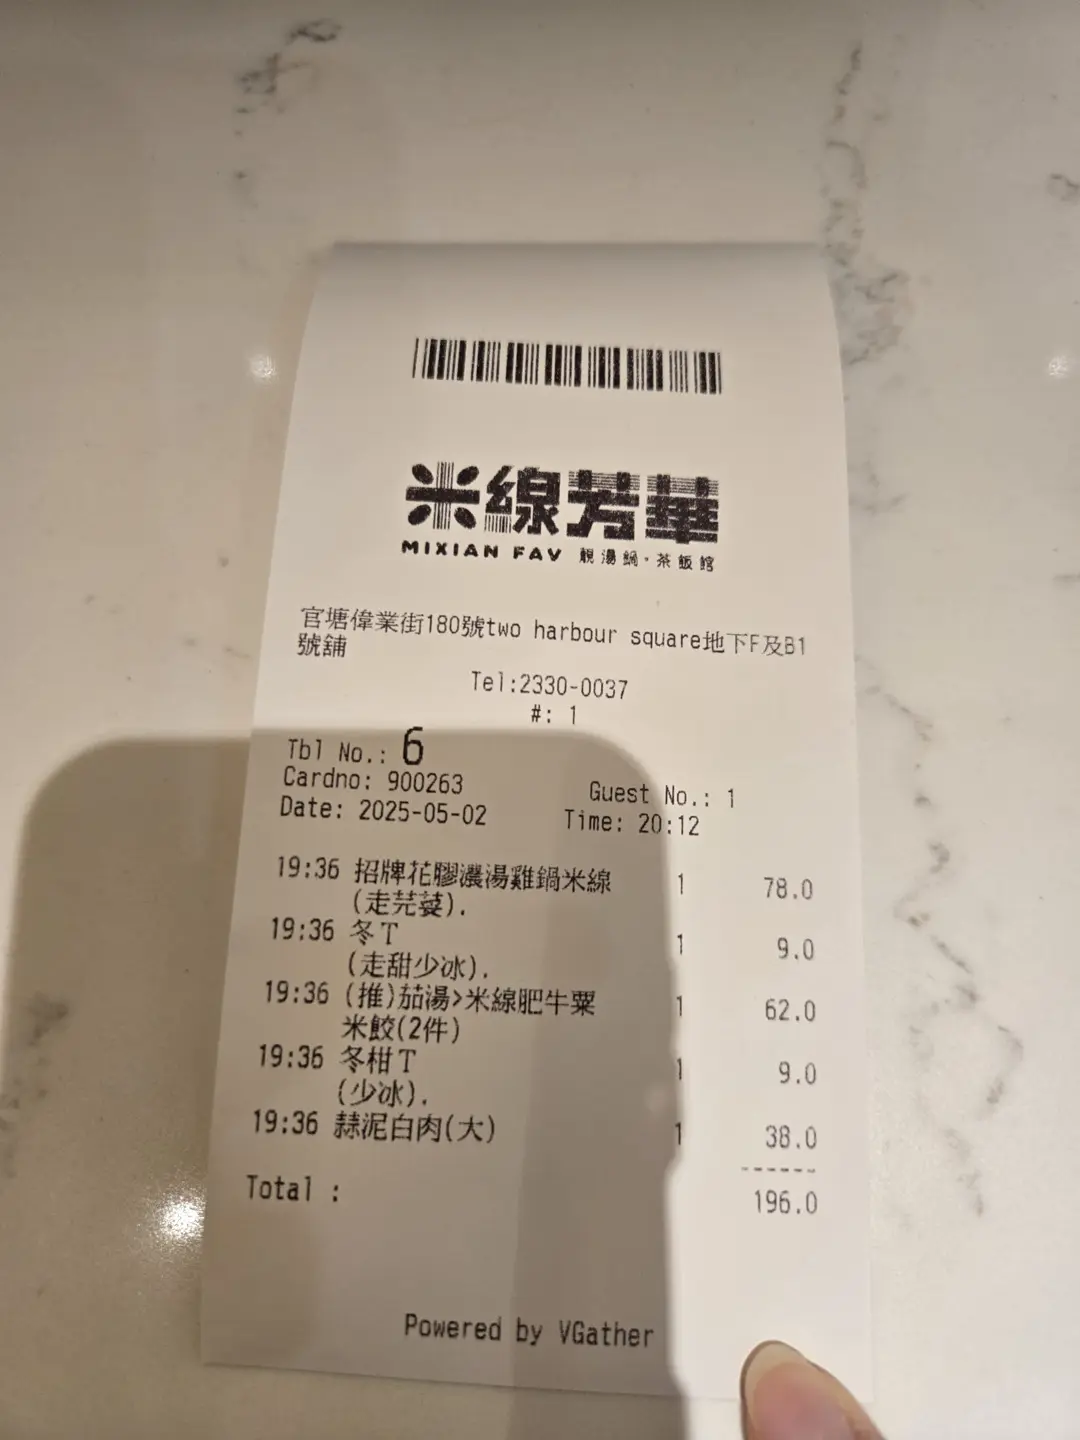 米線芳華
MIXIAN FAV 靚湯鍋·茶飯館
官塘偉業街180號two harbour square地下F及B1
號舖
Tel:2330-0037
#: 1
Tbl No.: 6
Cardno: 900263 Guest No.: 1
Date: 2025-05-02 Time: 20:12
19:36 招牌花膠濃湯雞鍋米線 1 78.0
(走芫荽).
19:36 冬T 1 9.0
(走甜少冰).
19:36 (推)茄湯>米線肥牛粟 1 62.0
米餃(2件)
19:36 冬柑T 1 9.0
(少冰).
19:36 蒜泥白肉(大) 1 38.0
Total : 196.0
Powered by VGather